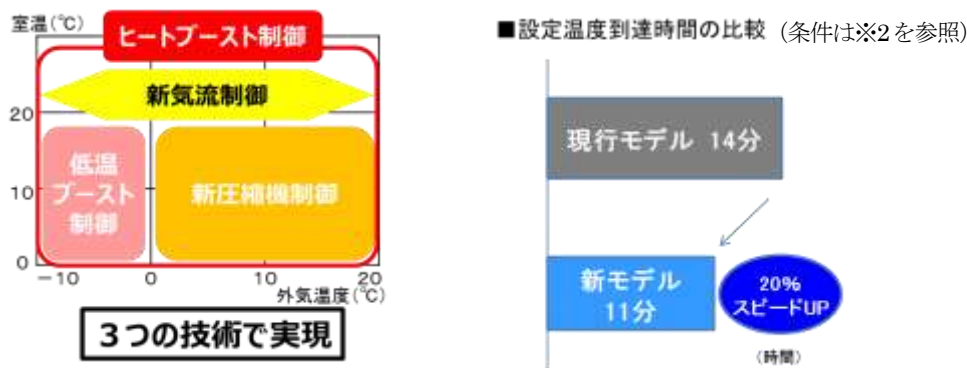 室温(℃)
ヒートブースト制御
新気流制御
20
低温
ブースト
制御
新圧縮機制御
10
0
－10 0 10 20
外気温度(℃)
3つの技術で実現
■設定温度到達時間の比較 (条件は※2を参照)
現行モデル 14分
新モデル
11分
20%
スピードUP
(時間)